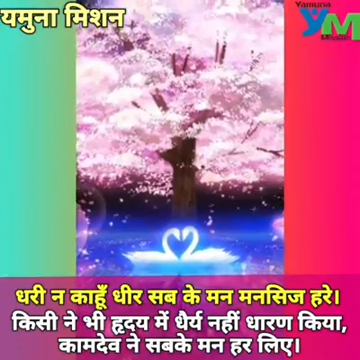 यमुना मिशन
Yamuna
YM
धरी न काहूँ धीर सब के मन मनसिज हरे।
किसी ने भी हृदय में धैर्य नहीं धारण किया,
कामदेव ने सबके मन हर लिए।